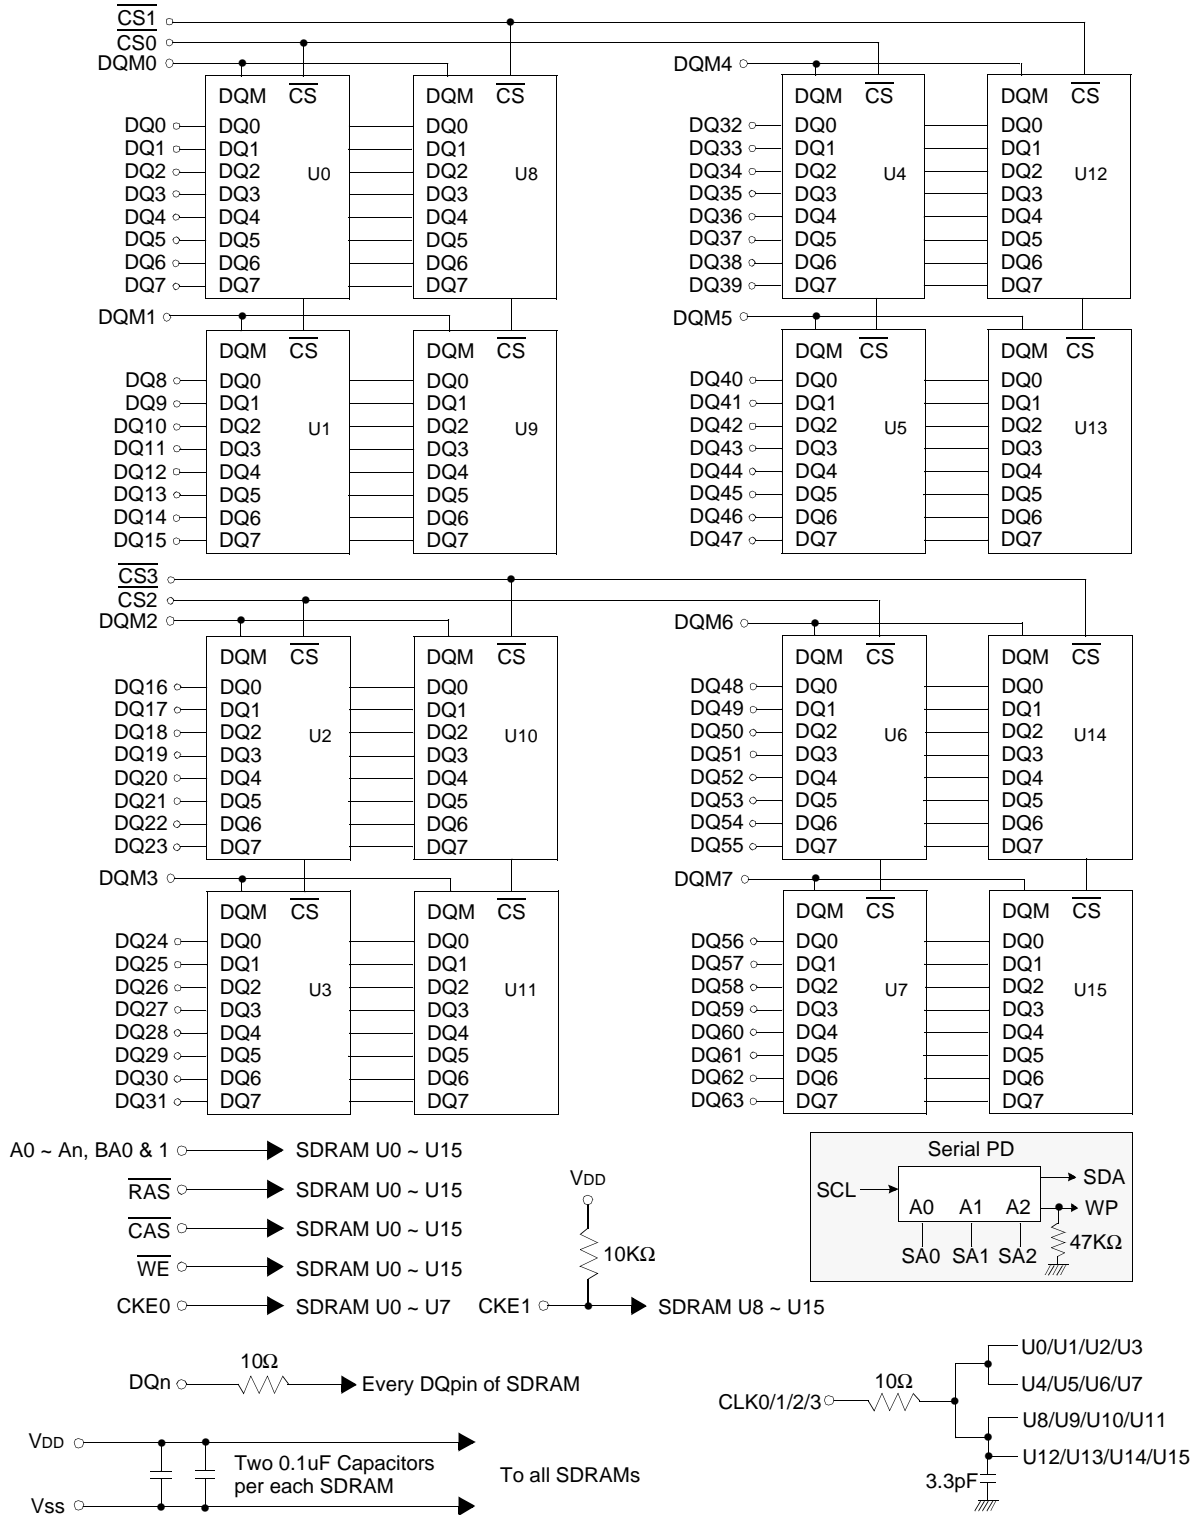 CS1
CS0
DQM0
DQM4
DQM CS DQM CS DQM CS DQM CS
DQ0 DQ0 DQ0 DQ32 DQ0 DQ0
DQ1 DQ1 DQ1 DQ33 DQ1 DQ1
DQ2 DQ2 U0 DQ2 U8 DQ34 DQ2 U4 DQ2 U12
DQ3 DQ3 DQ3 DQ35 DQ3 DQ3
DQ4 DQ4 DQ4 DQ36 DQ4 DQ4
DQ5 DQ5 DQ5 DQ37 DQ5 DQ5
DQ6 DQ6 DQ6 DQ38 DQ6 DQ6
DQ7 DQ7 DQ7 DQ39 DQ7 DQ7
DQM1 DQM5
DQM CS DQM CS DQM CS DQM CS
DQ8 DQ0 DQ0 DQ40 DQ0 DQ0
DQ9 DQ1 DQ1 DQ41 DQ1 DQ1
DQ10 DQ2 U1 DQ2 U9 DQ42 DQ2 U5 DQ2 U13
DQ11 DQ3 DQ3 DQ43 DQ3 DQ3
DQ12 DQ4 DQ4 DQ44 DQ4 DQ4
DQ13 DQ5 DQ5 DQ45 DQ5 DQ5
DQ14 DQ6 DQ6 DQ46 DQ6 DQ6
DQ15 DQ7 DQ7 DQ47 DQ7 DQ7
CS3
CS2
DQM2 DQM6
DQM CS DQM CS DQM CS DQM CS
DQ16 DQ0 DQ0 DQ48 DQ0 DQ0
DQ17 DQ1 DQ1 DQ49 DQ1 DQ1
DQ18 DQ2 U2 DQ2 U10 DQ50 DQ2 U6 DQ2 U14
DQ19 DQ3 DQ3 DQ51 DQ3 DQ3
DQ20 DQ4 DQ4 DQ52 DQ4 DQ4
DQ21 DQ5 DQ5 DQ53 DQ5 DQ5
DQ22 DQ6 DQ6 DQ54 DQ6 DQ6
DQ23 DQ7 DQ7 DQ55 DQ7 DQ7
DQM3 DQM7
DQM CS DQM CS DQM CS DQM CS
DQ24 DQ0 DQ0 DQ56 DQ0 DQ0
DQ25 DQ1 DQ1 DQ57 DQ1 DQ1
DQ26 DQ2 U3 DQ2 U11 DQ58 DQ2 U7 DQ2 U15
DQ27 DQ3 DQ3 DQ59 DQ3 DQ3
DQ28 DQ4 DQ4 DQ60 DQ4 DQ4
DQ29 DQ5 DQ5 DQ61 DQ5 DQ5
DQ30 DQ6 DQ6 DQ62 DQ6 DQ6
DQ31 DQ7 DQ7 DQ63 DQ7 DQ7
A0 ~ An, BA0 & 1 SDRAM U0 ~ U15
RAS SDRAM U0 ~ U15
CAS SDRAM U0 ~ U15
WE SDRAM U0 ~ U15
CKE0 SDRAM U0 ~ U7
VDD
10KΩ
CKE1 SDRAM U8 ~ U15
Serial PD
SCL SDA
A0 A1 A2 WP
SA0 SA1 SA2 47KΩ
10Ω
DQn Every DQpin of SDRAM
U0/U1/U2/U3
10Ω U4/U5/U6/U7
CLK0/1/2/3
U8/U9/U10/U11
U12/U13/U14/U15
3.3pF
VDD
Two 0.1uF Capacitors
per each SDRAM
To all SDRAMs
Vss